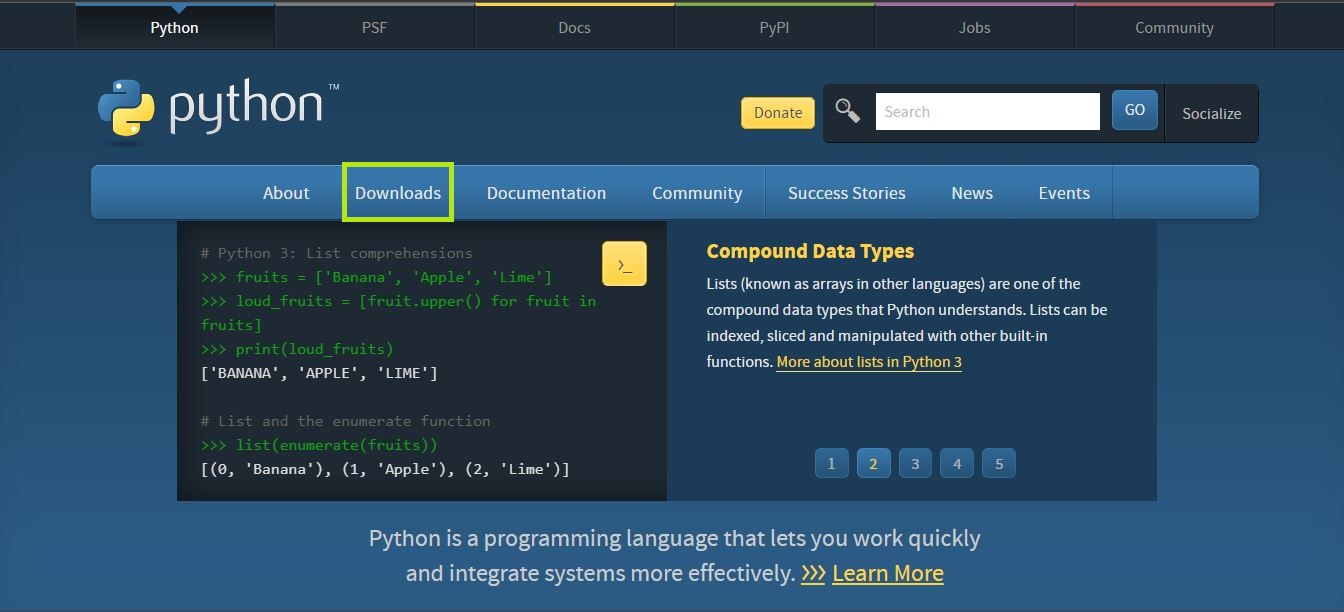 Python PSF Docs PyPI Jobs Community
python™
Donate Search GO Socialize
About Downloads Documentation Community Success Stories News Events
# Python 3: List comprehensions
>>> fruits = ['Banana', 'Apple', 'Lime']
>>> loud_fruits = [fruit.upper() for fruit in
fruits]
>>> print(loud_fruits)
['BANANA', 'APPLE', 'LIME']
# List and the enumerate function
>>> list(enumerate(fruits))
[(0, 'Banana'), (1, 'Apple'), (2, 'Lime')]
>_
Compound Data Types
Lists (known as arrays in other languages) are one of the
compound data types that Python understands. Lists can be
indexed, sliced and manipulated with other built-in
functions. More about lists in Python 3
1 2 3 4 5
Python is a programming language that lets you work quickly
and integrate systems more effectively. >>> Learn More